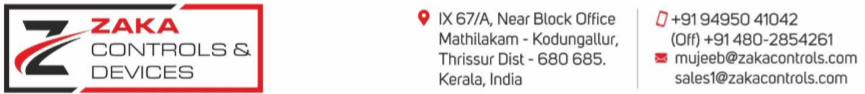 ZAKA
CONTROLS &
DEVICES
IX 67/A, Near Block Office
Mathilakam - Kodungallur,
Thrissur Dist - 680 685.
Kerala, India
+91 94950 41042
(Off) +91 480-2854261
mujeeb@zakacontrols.com
sales1@zakacontrols.com